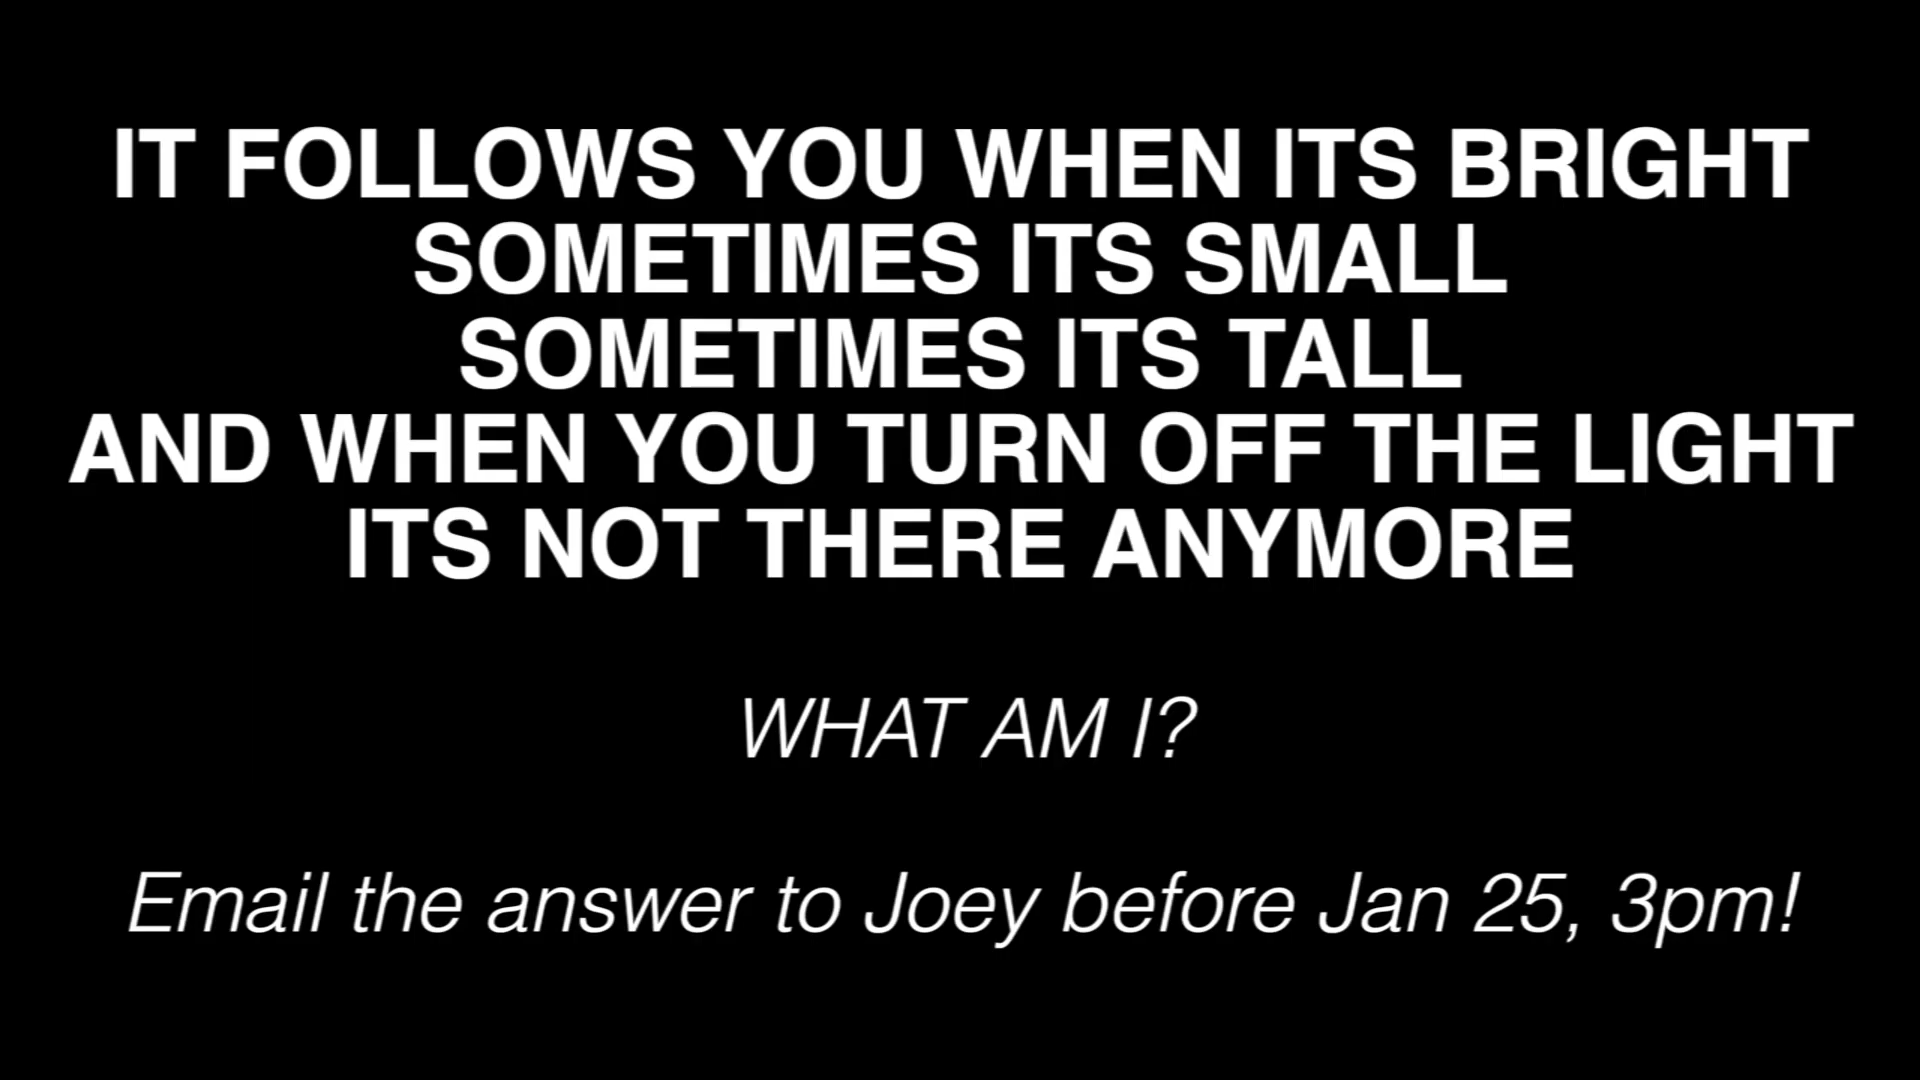 IT FOLLOWS YOU WHEN ITS BRIGHT
SOMETIMES ITS SMALL
SOMETIMES ITS TALL
AND WHEN YOU TURN OFF THE LIGHT
ITS NOT THERE ANYMORE
WHAT AM I?
Email the answer to Joey before Jan 25, 3pm!